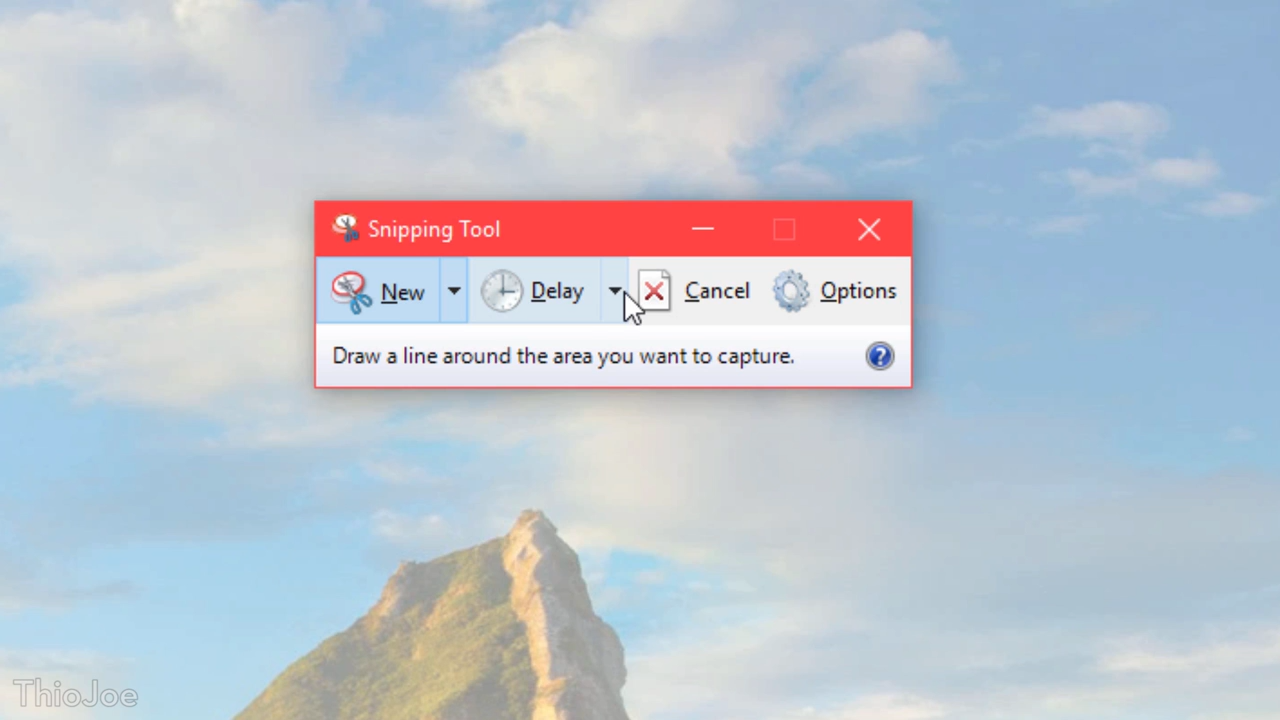 Snipping Tool
New Delay Cancel Options
Draw a line around the area you want to capture.
ThioJoe